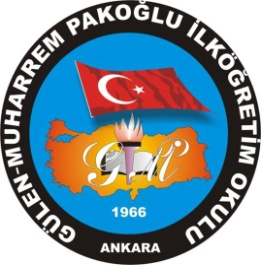 GÜLEN-MUHARREM PAKOĞLU İLKÖĞRETİM OKULU
GM
1966
ANKARA